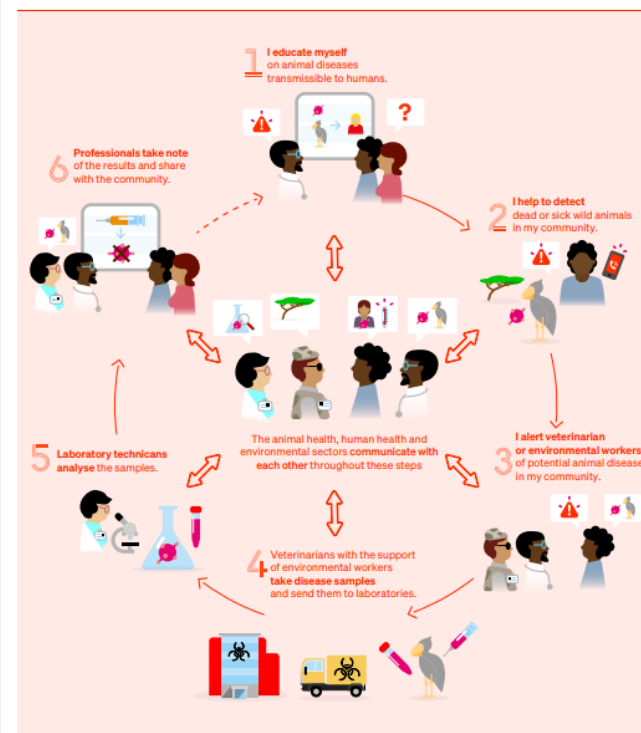 1
I educate myself
on animal diseases
transmissible to humans.
?
2
I help to detect
dead or sick wild animals
in my community.
3
I alert veterinarian
or environmental workers
of potential animal disease
in my community.
4
Veterinarians with the support
of environmental workers
take disease samples
and send them to laboratories.
5
Laboratory technicans
analyse the samples.
6
Professionals take note
of the results and share
with the community.
The animal health, human health and
environmental sectors communicate with
each other throughout these steps